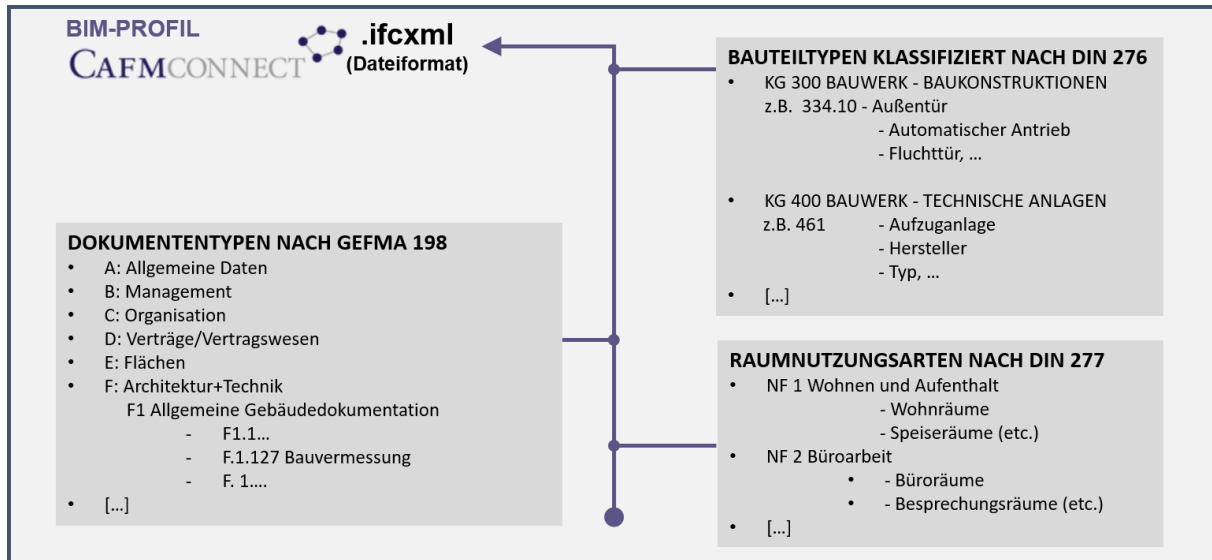 BIM-PROFIL
CAFMCONNECT
.ifcxml
(Dateiformat)
BAUTEILTYPEN KLASSIFIZIERT NACH DIN 276
• KG 300 BAUWERK - BAUKONSTRUKTIONEN
z.B. 334.10 - Außentür
- Automatischer Antrieb
- Fluchttür, ...
• KG 400 BAUWERK - TECHNISCHE ANLAGEN
z.B. 461 - Aufzuganlage
- Hersteller
- Typ, ...
• [...]
DOKUMENTENTYPEN NACH GEFMA 198
• A: Allgemeine Daten
• B: Management
• C: Organisation
• D: Verträge/Vertragswesen
• E: Flächen
• F: Architektur+Technik
F1 Allgemeine Gebäudedokumentation
- F1.1...
- F.1.127 Bauvermessung
- F. 1....
• [...]
RAUMNUTZUNGSARTEN NACH DIN 277
• NF 1 Wohnen und Aufenthalt
- Wohnräume
- Speiseräume (etc.)
• NF 2 Büroarbeit
• - Büroräume
• - Besprechungsräume (etc.)
• [...]